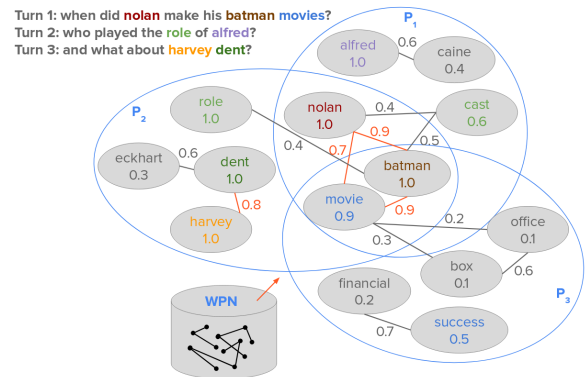 Turn 1: when did nolan make his batman movies?
Turn 2: who played the role of alfred?
Turn 3: and what about harvey dent?
P1
alfred
1.0
0.6
caine
0.4
P2
role
1.0
nolan
1.0
0.4
cast
0.6
0.9
0.5
0.4
0.7
eckhart
0.3
0.6
dent
1.0
batman
1.0
0.8
movie
0.9
0.9
harvey
1.0
0.2
office
0.1
0.3
box
0.1
0.6
financial
0.2
P3
WPN
0.7
success
0.5